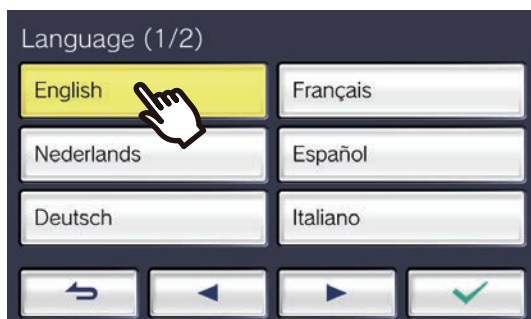 Language (1/2)
English
Français
Nederlands
Español
Deutsch
Italiano